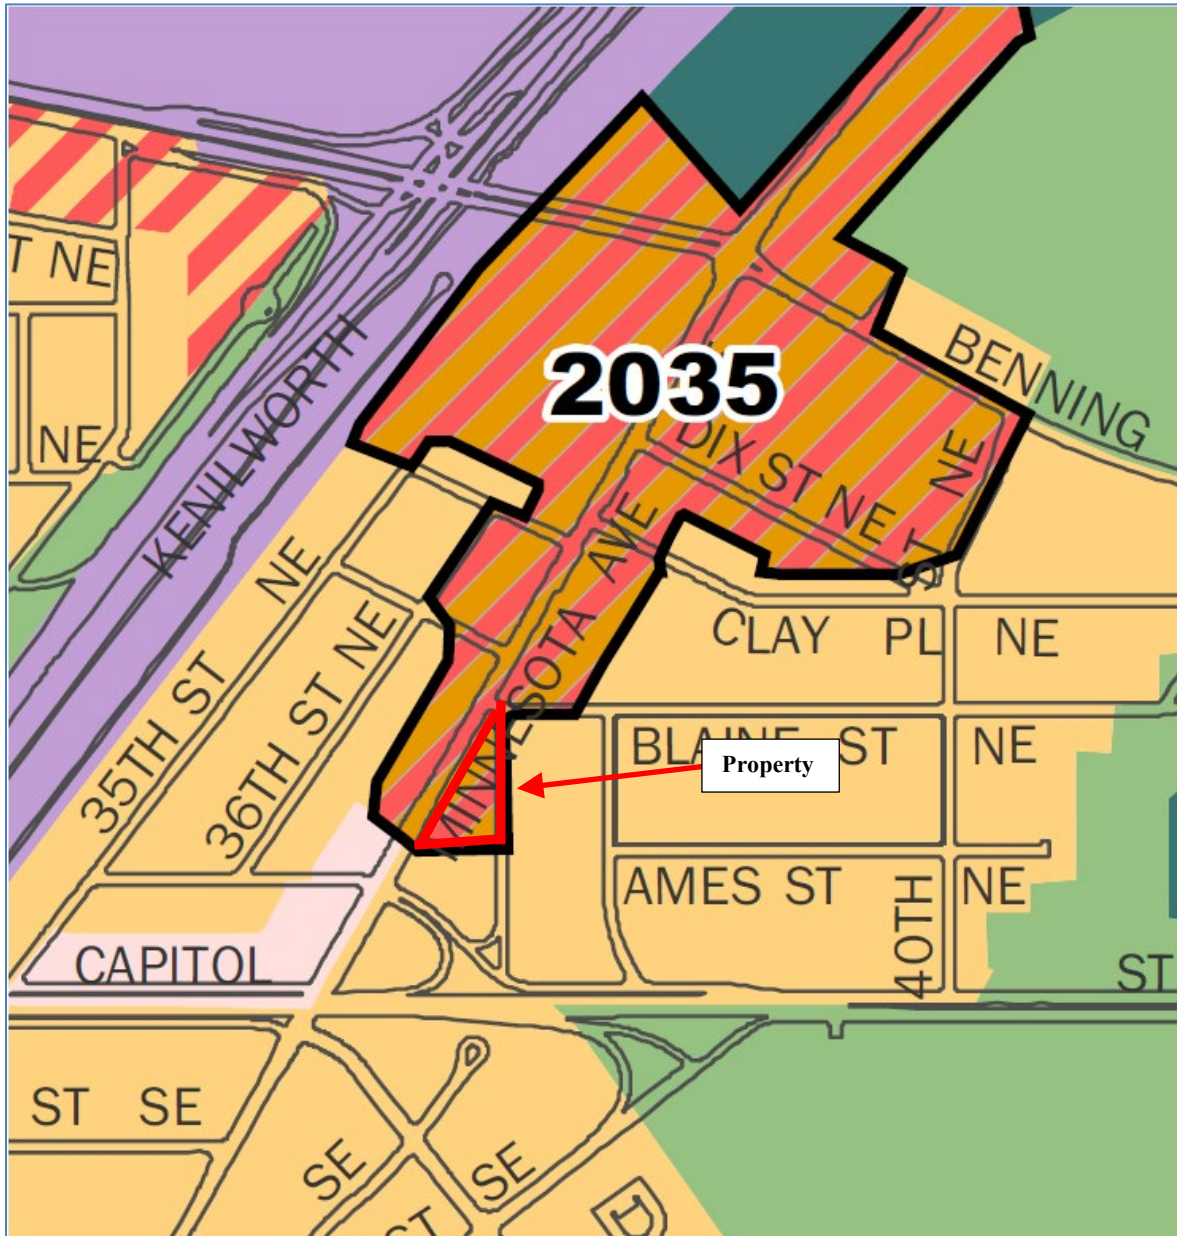 T NE
BENNING
KENILWORTH
2035
NE
DIX ST NE
ST NE
MINNESOTA AVE
35TH ST NE
36TH ST NE
CLAY PL NE
BLAINE ST NE
Property
AMES ST NE
40TH
CAPITOL ST
ST SE
SE
SE
ST
D